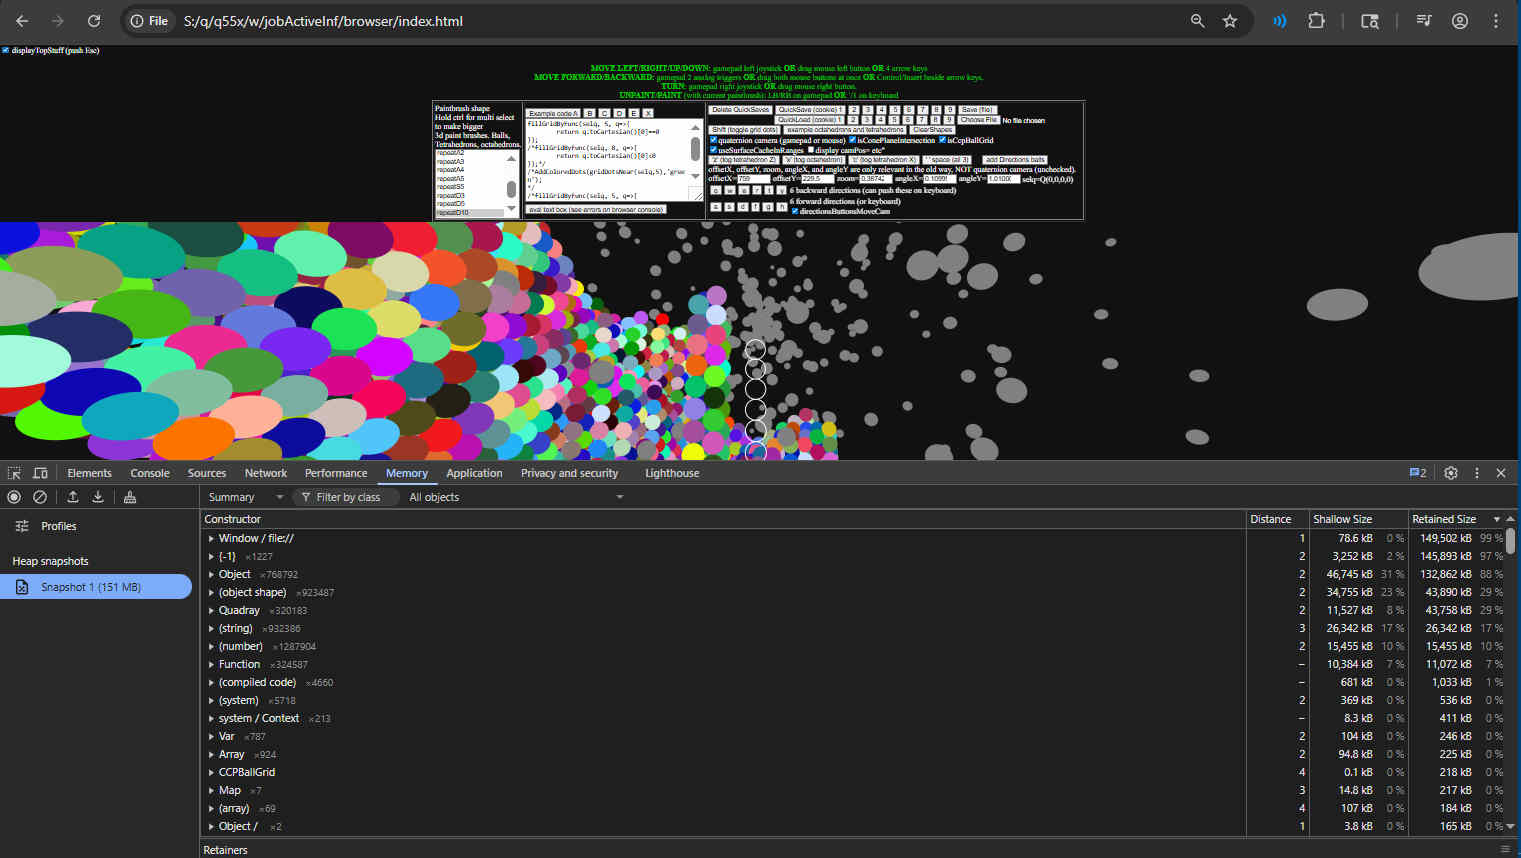 File S:/q/q55x/w/jobActiveInf/browser/index.html
displayTopStuff (push Esc)
MOVE LEFT/RIGHT/UP/DOWN: gamepad left joystick OR drag mouse left button OR 4 arrow keys
MOVE FORWARD/BACKWARD: gamepad 2 analog triggers OR drag both mouse buttons at once OR Control/Insert beside arrow keys.
TURN: gamepad right joystick OR drag mouse right button.
UNPAINT/PAINT (with current paintbrush): LB/RB on gamepad OR '/1 on keyboard
Paintbrush shape
Hold ctrl for multi select
to make bigger
3d paint brushes. Balls,
Tetrahedrons, octahedrons,
repeatA2
repeatA3
repeatA4
repeatA5
repeatS5
repeatD3
repeatD5
repeatD10
Example code A B C D E X
fillGridByFunc(selq, 5, q=>{
return q.toCartesian()[0]==0
});
/*fillGridByFunc(selq, 8, q=>{
return q.toCartesian()[0]≤0
});*/
/*AddColoredDots(gridDotsNear(selq,5),'gree
n');
*/
/*fillGridByFunc(selq, 5, q=>{
eval text box (see errors on browser console)
Delete QuickSaves QuickSave (cookie) 1 2 3 4 5 6 7 8 9 Save (file)
QuickLoad (cookie) 1 2 3 4 5 6 7 8 9 Choose File No file chosen
Shift (toggle grid dots) example octahedrons and tetrahedrons ClearShapes
quaternion camera (gamepad or mouse) isConePlaneIntersection isCcpBallGrid
useSurfaceCacheInRanges display camPos= etc*
'z' (tog tetrahedron Z) 'x' (tog octahedron) 'c' (tog tetrahedron X) ' ' space (all 3) add Directions balls
offsetX, offsetY, zoom, angleX, and angleY are only relevant in the old way, NOT quaternion camera (unchecked).
offsetX= 759 offsetY= 229.5 zoom= 0.38742 angleX= 0.1099 angleY= 1.0100 selq=Q(0,0,0,0)
q w e r t y 6 backward directions (can push these on keyboard)
6 forward directions (or keyboard)
a s d f g h directionsButtonsMoveCam
Elements Console Sources Network Performance Memory Application Privacy and security Lighthouse 2
Summary Filter by class All objects
Profiles
Heap snapshots
Snapshot 1 (151 MB)
Constructor Distance Shallow Size Retained Size
Window / file:// 1 78.6 kB 0 % 149,502 kB 99 %
{-1} ×1227 2 3,252 kB 2 % 145,893 kB 97 %
Object ×768792 2 46,745 kB 31 % 132,862 kB 88 %
(object shape) ×923487 2 34,755 kB 23 % 43,890 kB 29 %
Quadray ×320183 2 11,527 kB 8 % 43,758 kB 29 %
(string) ×932386 3 26,342 kB 17 % 26,342 kB 17 %
(number) ×1287904 2 15,455 kB 10 % 15,455 kB 10 %
Function ×324587 – 10,384 kB 7 % 11,072 kB 7 %
(compiled code) ×4660 – 681 kB 0 % 1,033 kB 1 %
(system) ×5718 2 369 kB 0 % 536 kB 0 %
system / Context ×213 – 8.3 kB 0 % 411 kB 0 %
Var ×787 2 104 kB 0 % 246 kB 0 %
Array ×924 2 94.8 kB 0 % 225 kB 0 %
CCPBallGrid 4 0.1 kB 0 % 218 kB 0 %
Map ×7 3 14.8 kB 0 % 217 kB 0 %
(array) ×69 4 107 kB 0 % 184 kB 0 %
Object / ×2 1 3.8 kB 0 % 165 kB 0 %
Retainers